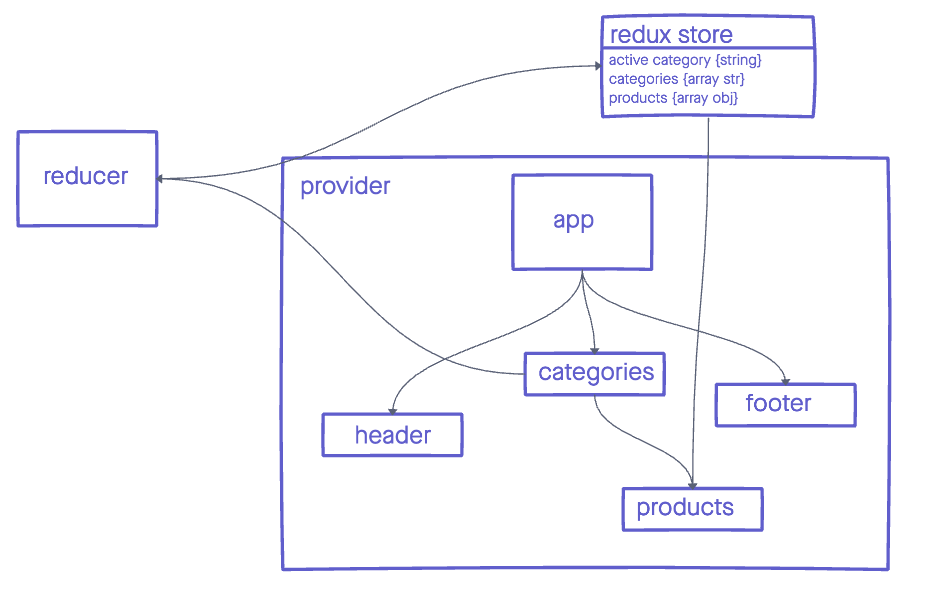 redux store
active category {string}
categories {array str}
products {array obj}
reducer
provider
app
categories
footer
header
products